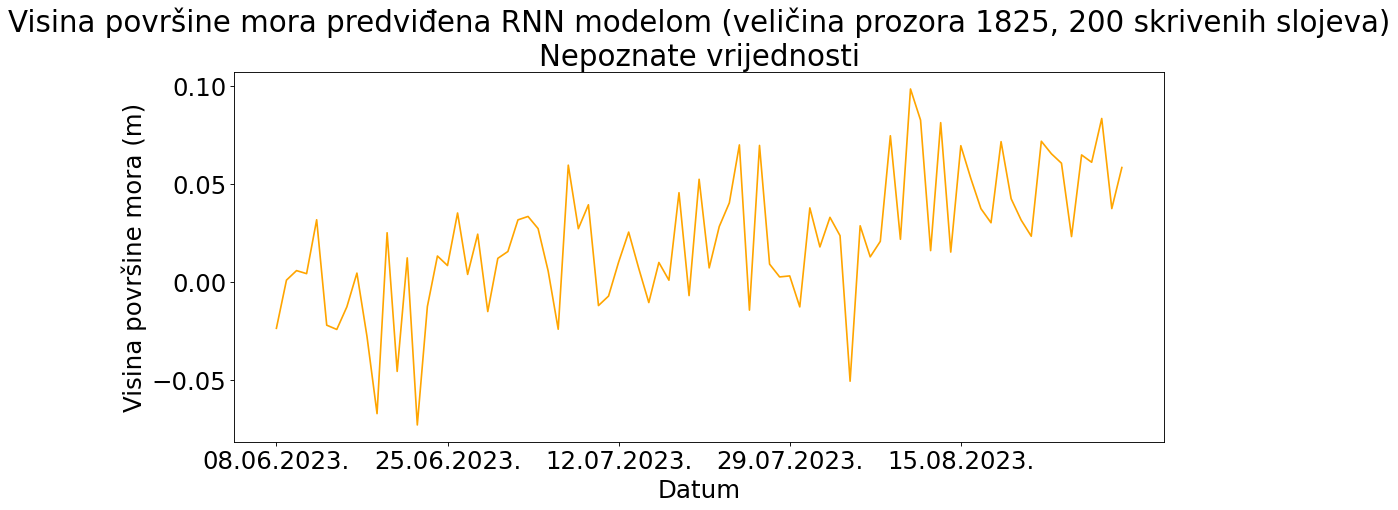 Visina površine mora predviđena RNN modelom (veličina prozora 1825, 200 skrivenih slojeva)
Nepoznate vrijednosti
Visina površine mora (m)
0.10
0.05
0.00
−0.05
08.06.2023. 25.06.2023. 12.07.2023. 29.07.2023. 15.08.2023.
Datum